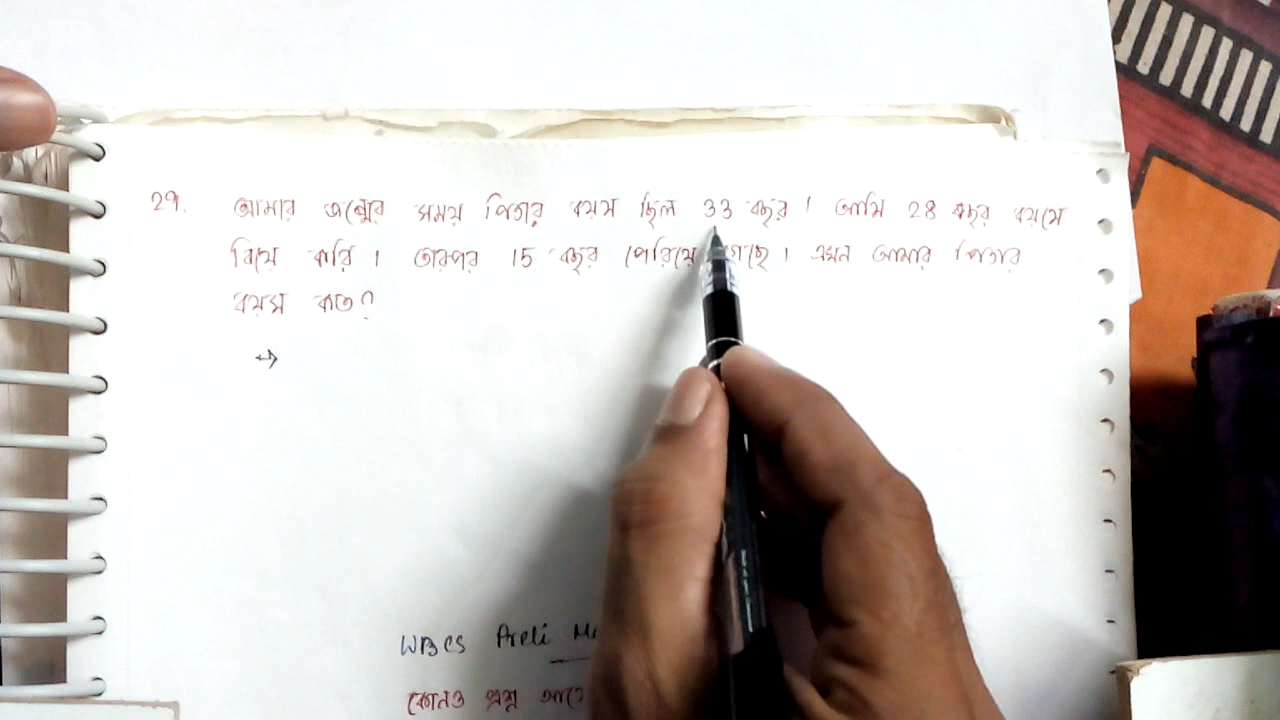 29. আমার জন্মের সময় পিতার বয়স ছিল 33 বছর । আমি 28 বছর বয়সে
বিয়ে করি । তারপর 15 বছর পেরিয়ে গেছে । এখন আমার পিতার
বয়স কত?
WBCS Preli
কোনও প্রশ্ন